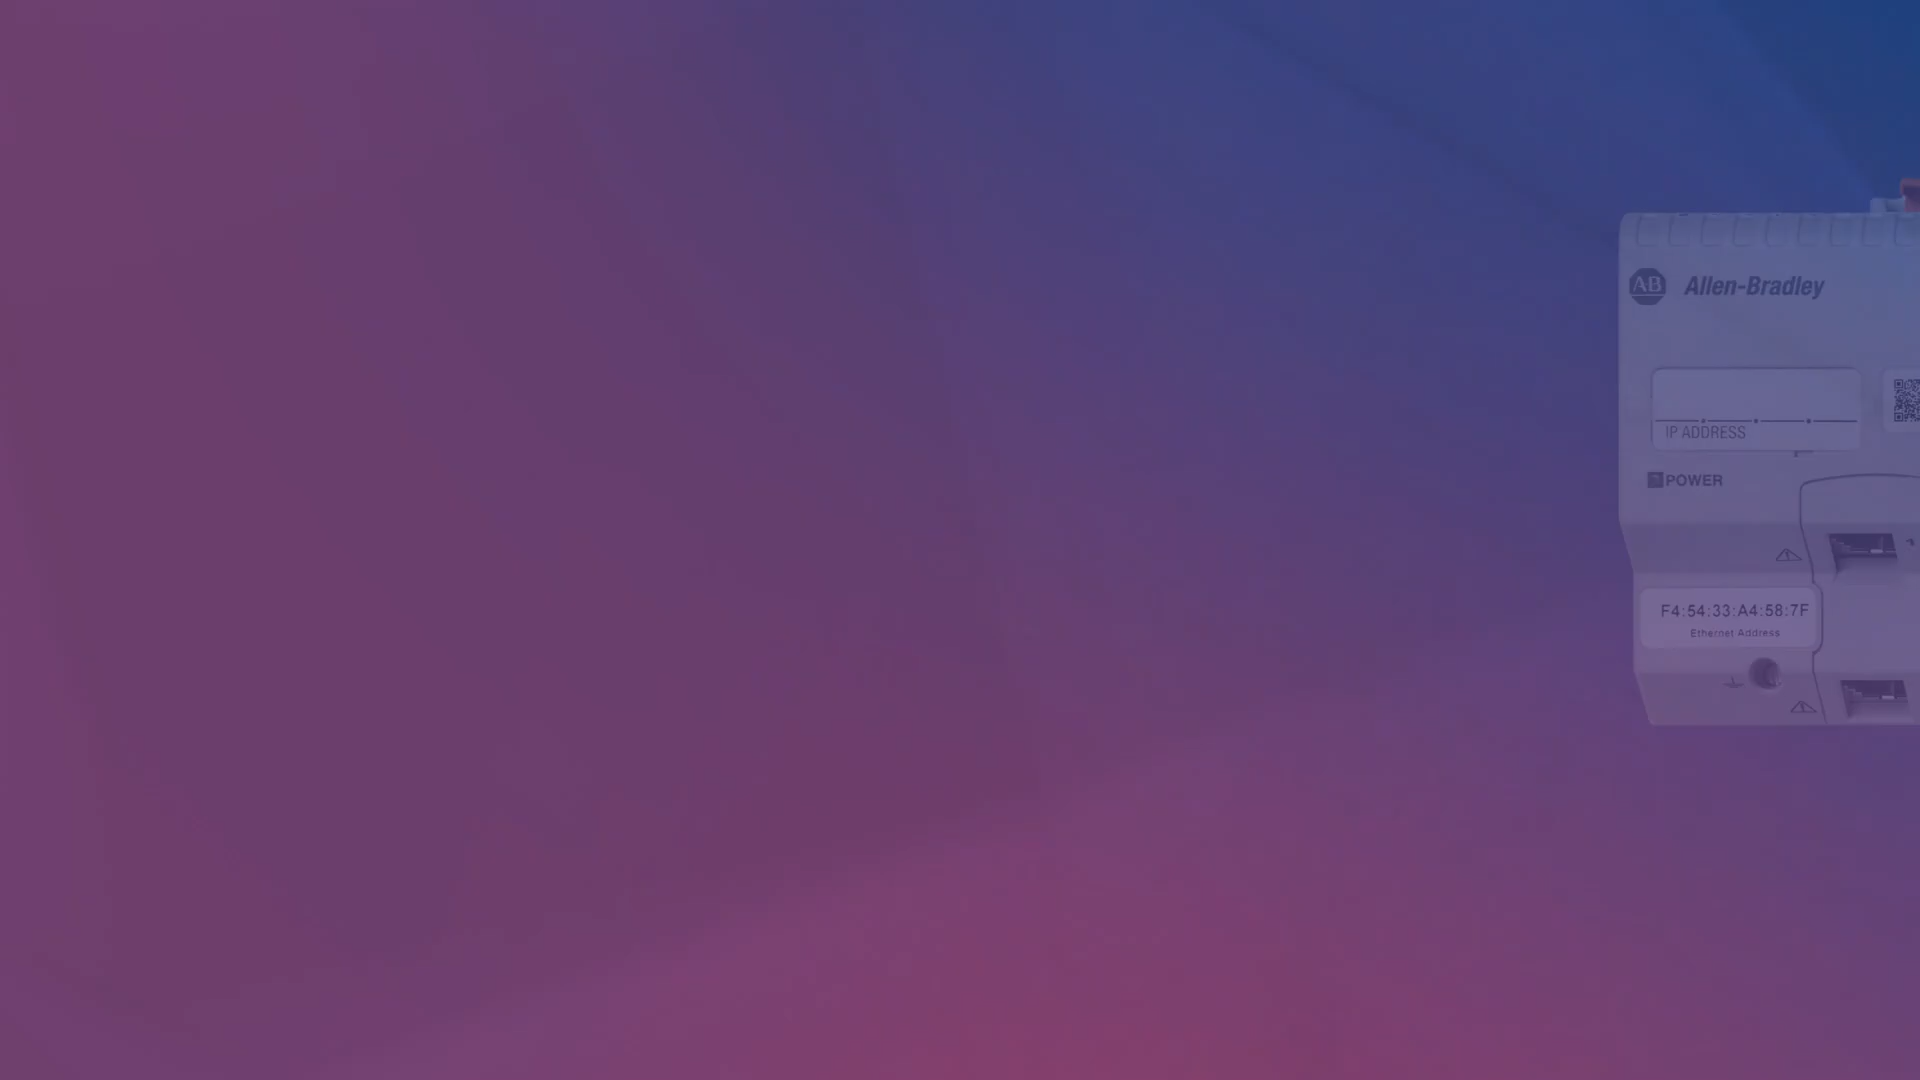 AB Allen-Bradley
IP ADDRESS
POWER
F4:54:33:A4:58:7F
Ethernet Address